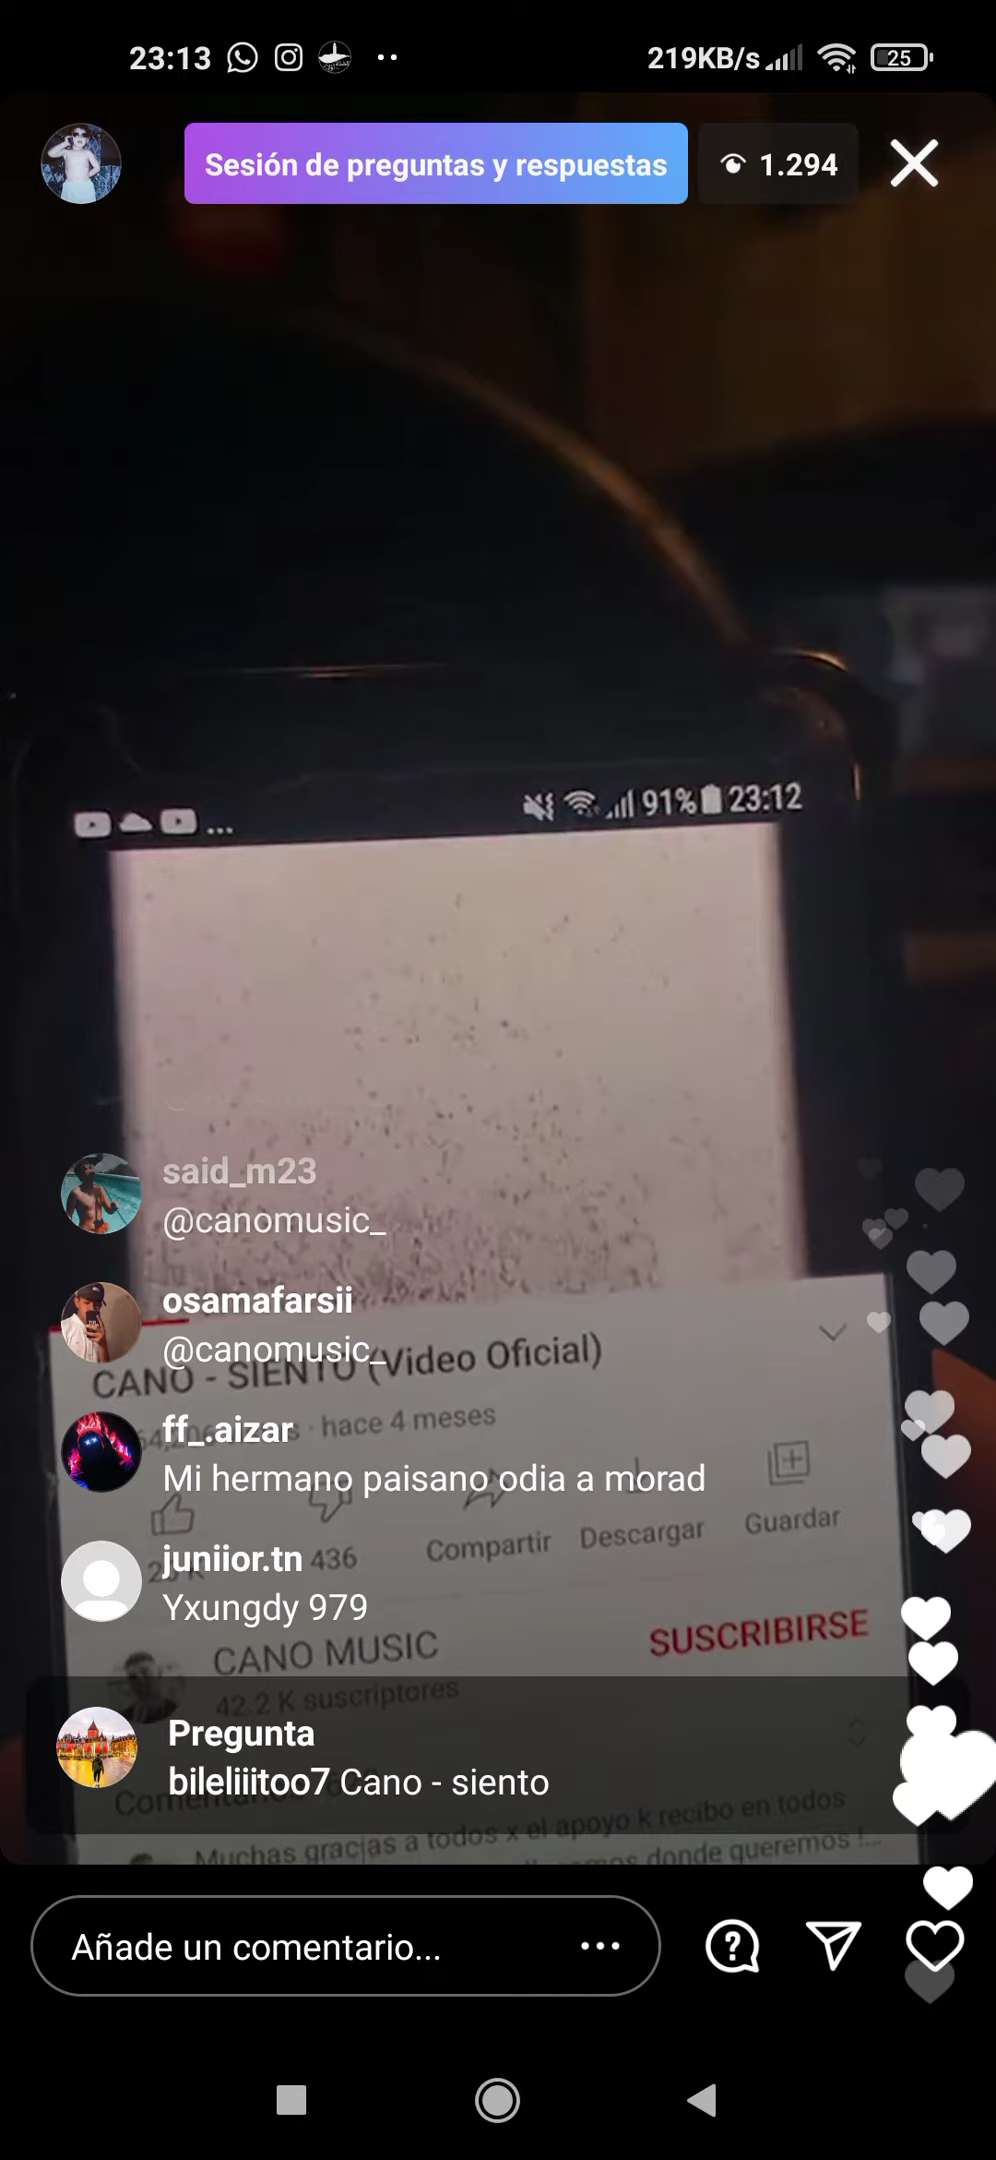 23:13
219KB/s
25
Sesión de preguntas y respuestas
1.294
91% 23:12
said_m23
@canomusic_
osamafarsii
@canomusic_
CANO - SIENTO (Video Oficial)
hace 4 meses
ff_.aizar
Mi hermano paisano odia a morad
436
Compartir
Descargar
Guardar
juniior.tn
Yxungdy 979
CANO MUSIC
SUSCRIBIRSE
42.2 K suscriptores
Pregunta
bileliiitoo7 Cano - siento
Muchas gracias a todos x el apoyo k recibo en todos
donde queremos !...
Añade un comentario...